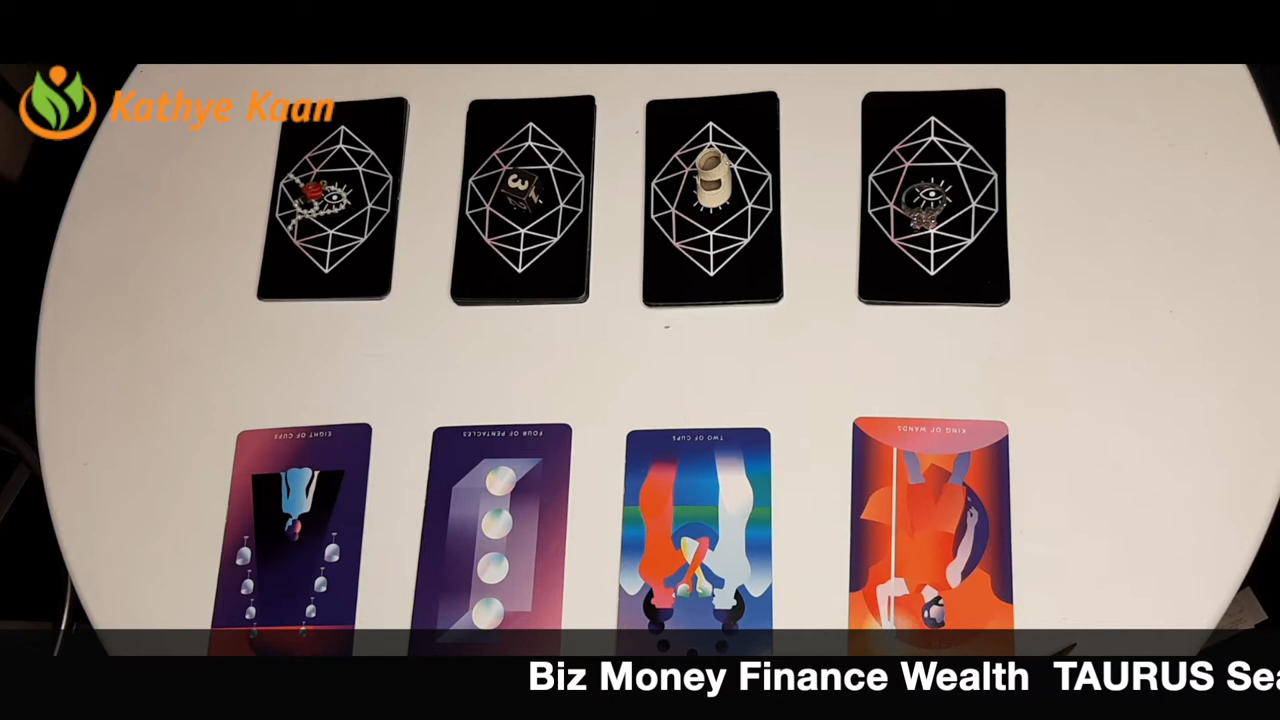 Kathye Kaan
3
EIGHT OF CUPS
FOUR OF PENTACLES
TWO OF CUPS
KING OF WANDS
Biz Money Finance Wealth TAURUS Sea